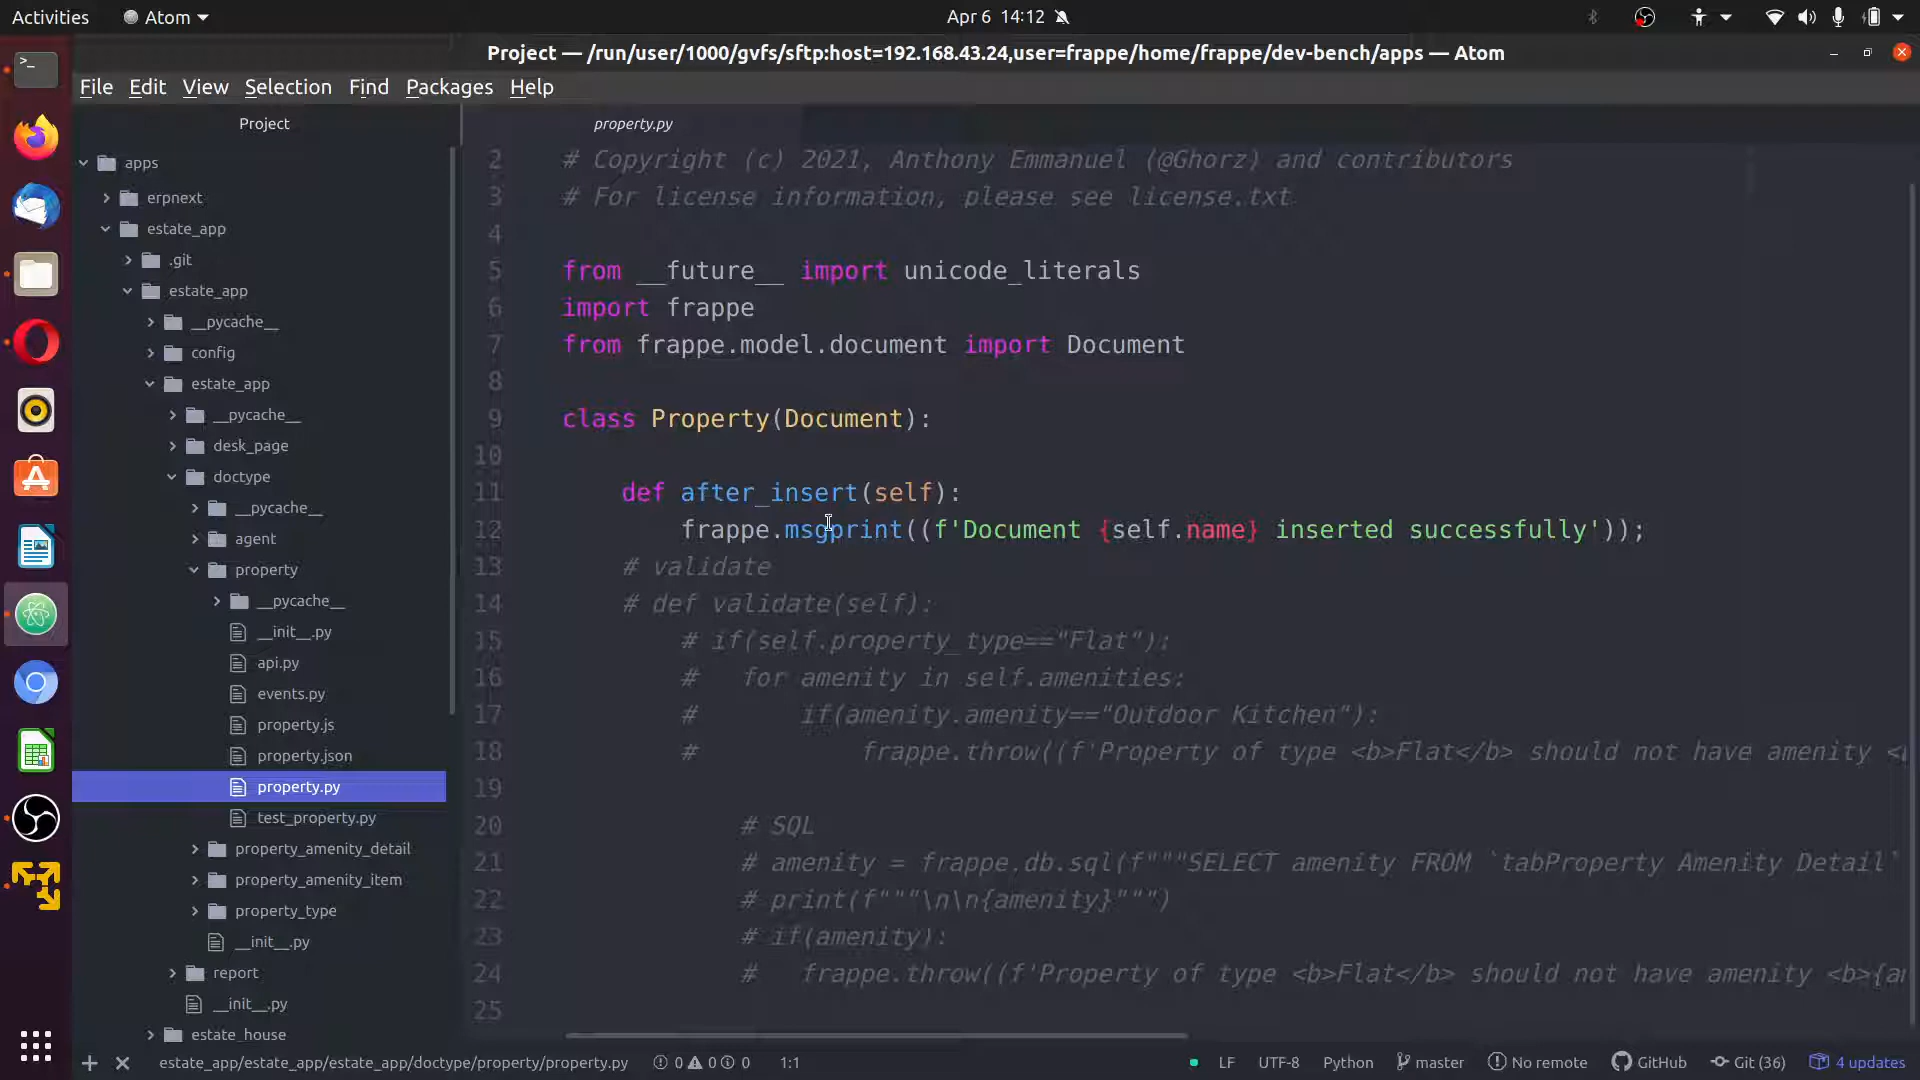 Activities
Atom
Apr 6 14:12
Project — /run/user/1000/gvfs/sftp:host=192.168.43.24,user=frappe/home/frappe/dev-bench/apps — Atom
File Edit View Selection Find Packages Help
Project
apps
erpnext
estate_app
.git
estate_app
__pycache__
config
estate_app
__pycache__
desk_page
doctype
__pycache__
agent
property
__pycache__
__init__.py
api.py
events.py
property.js
property.json
property.py
test_property.py
property_amenity_detail
property_amenity_item
property_type
__init__.py
report
__init__.py
estate_house
property.py
2 # Copyright (c) 2021, Anthony Emmanuel (@Ghorz) and contributors
3 # For license information, please see license.txt
4
5 from __future__ import unicode_literals
6 import frappe
7 from frappe.model.document import Document
8
9 class Property(Document):
10
11 def after_insert(self):
12 frappe.msgprint((f'Document {self.name} inserted successfully'));
13 # validate
14 # def validate(self):
15 # if(self.property_type=="Flat"):
16 # for amenity in self.amenities:
17 # if(amenity.amenity=="Outdoor Kitchen"):
18 # frappe.throw((f'Property of type <b>Flat</b> should not have amenity <
19
20 # SQL
21 # amenity = frappe.db.sql(f"""SELECT amenity FROM `tabProperty Amenity Detail`
22 # print(f"""\n\n{amenity}""")
23 # if(amenity):
24 # frappe.throw((f'Property of type <b>Flat</b> should not have amenity <b>{
25
estate_app/estate_app/estate_app/doctype/property/property.py 0 0 0 1:1 LF UTF-8 Python master No remote GitHub Git (36) 4 updates